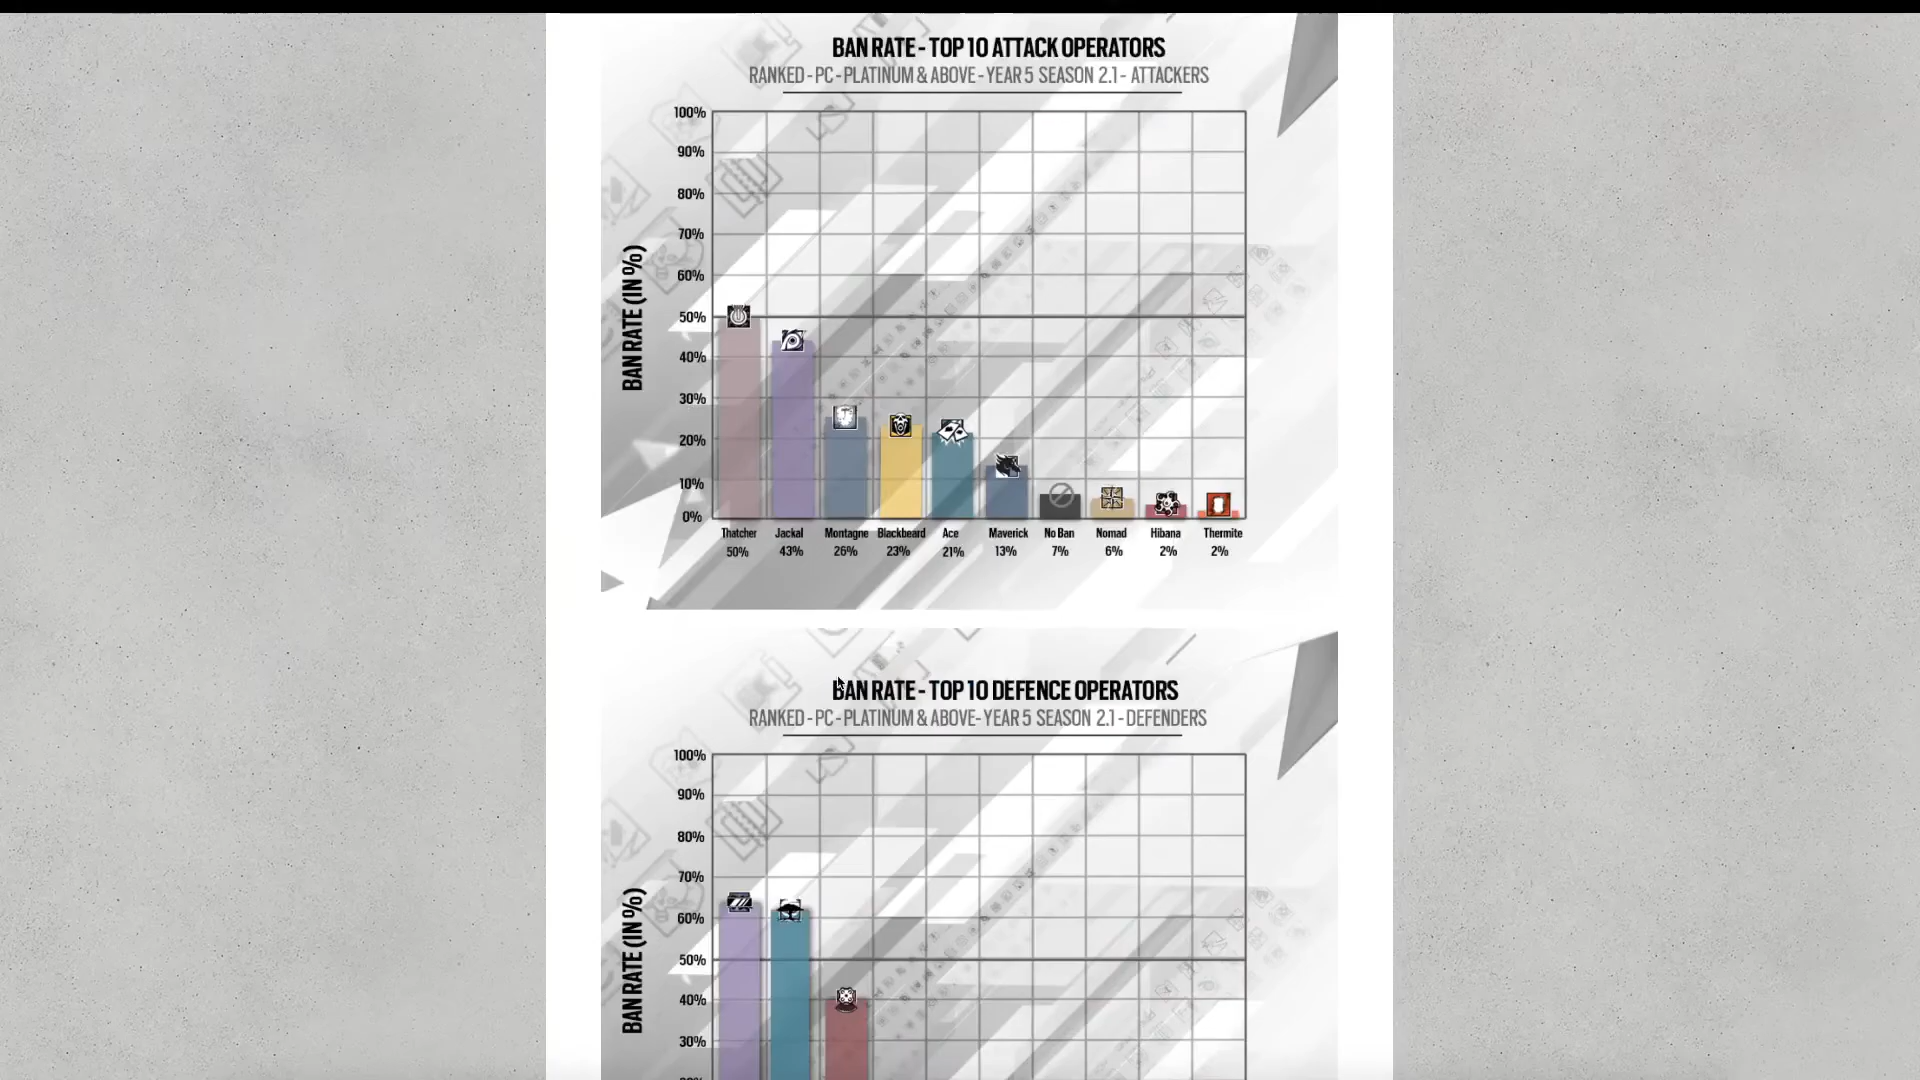 BAN RATE - TOP 10 ATTACK OPERATORS
RANKED - PC - PLATINUM & ABOVE - YEAR 5 SEASON 2.1 - ATTACKERS
100%
90%
80%
70%
60%
50%
40%
30%
20%
10%
0%
BAN RATE (IN %)
Thatcher Jackal Montagne Blackbeard Ace Maverick No Ban Nomad Hibana Thermite
50% 43% 26% 23% 21% 13% 7% 6% 2% 2%
BAN RATE - TOP 10 DEFENCE OPERATORS
RANKED - PC - PLATINUM & ABOVE- YEAR 5 SEASON 2.1 - DEFENDERS
100%
90%
80%
70%
60%
50%
40%
30%
BAN RATE (IN %)